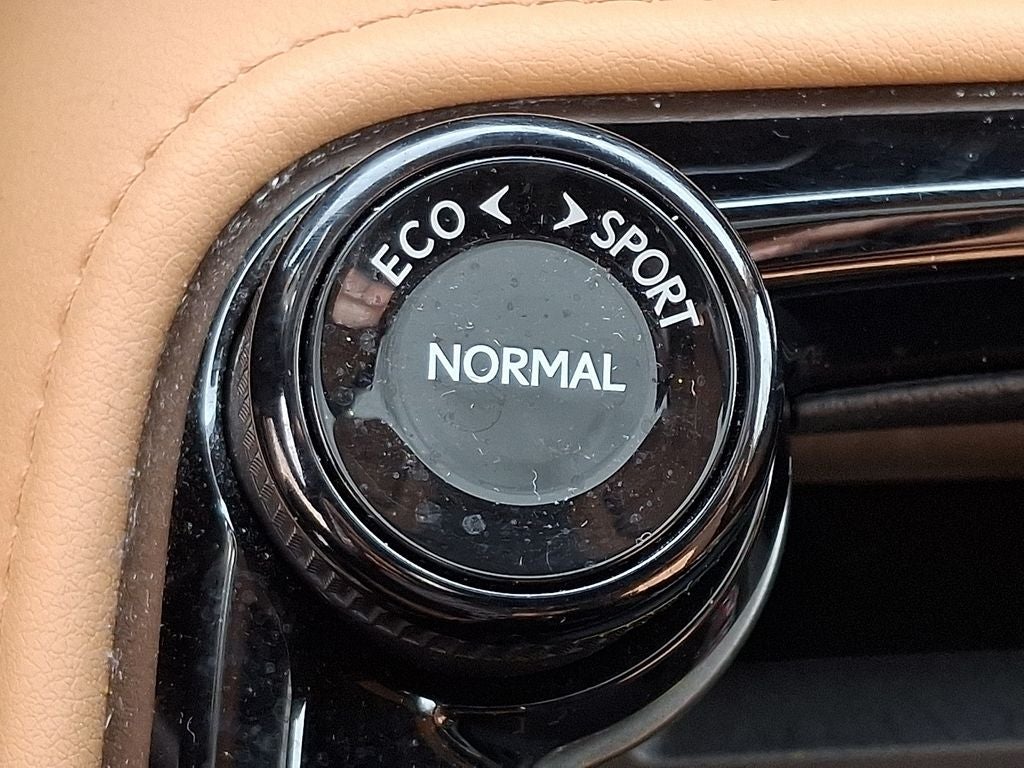 ECO < > SPORT
NORMAL